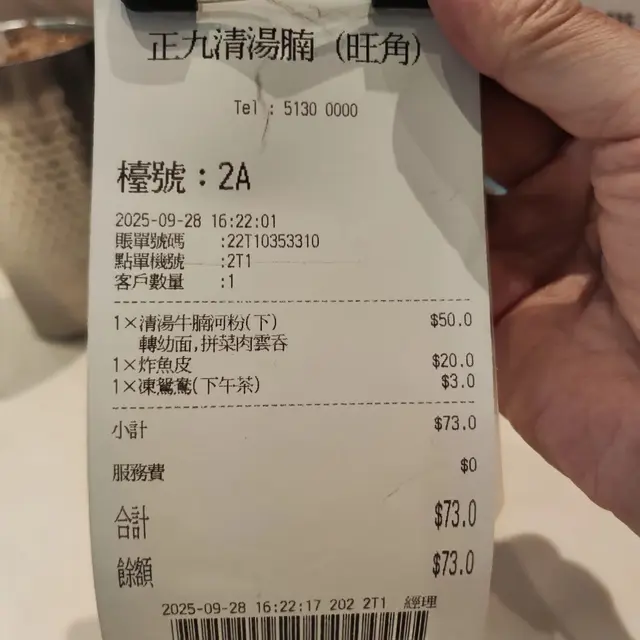 正九清湯腩 (旺角)
Tel : 5130 0000
檯號：2A
2025-09-28 16:22:01
賬單號碼 :22T10353310
點單機號 :2T1
客戶數量 :1
1×清湯牛腩河粉(下) $50.0
轉幼面,拼菜肉雲吞
1×炸魚皮 $20.0
1×凍鴛鴦(下午茶) $3.0
小計 $73.0
服務費 $0
合計 $73.0
餘額 $73.0
2025-09-28 16:22:17 202 2T1 經理